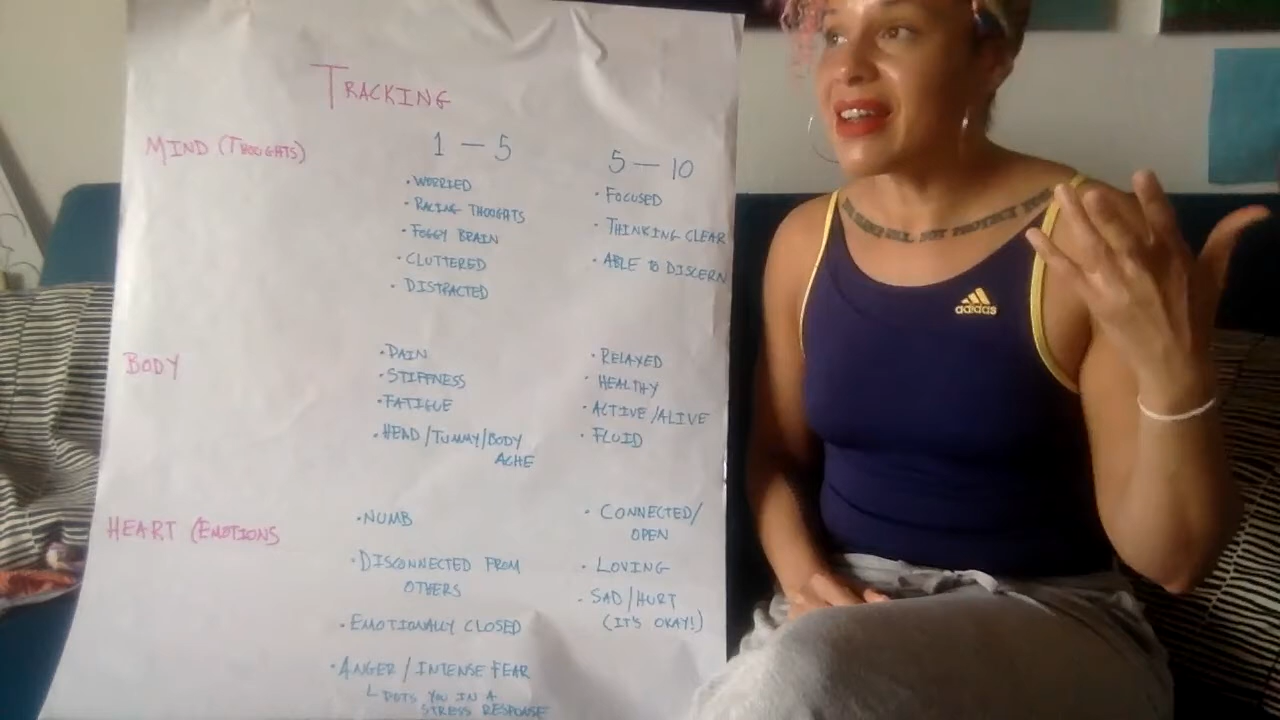 TRACKING
MIND (THOUGHTS)
1 — 5
5 — 10
• WORRIED
• RACING THOUGHTS
• FOGGY BRAIN
• CLUTTERED
• DISTRACTED
• FOCUSED
• THINKING CLEAR
• ABLE TO DISCERN
BODY
• PAIN
• STIFFNESS
• FATIGUE
• HEAD/TUMMY/BODY
ACHE
• RELAXED
• HEALTHY
• ACTIVE/ALIVE
• FLUID
HEART (EMOTIONS
• NUMB
• DISCONNECTED FROM
OTHERS
• EMOTIONALLY CLOSED
• ANGER/INTENSE FEAR
PUTS YOU IN A
STRESS RESPONSE
• CONNECTED/
OPEN
• LOVING
• SAD/HURT
(IT'S OKAY!)
adidas
NOT PROTECT YOU